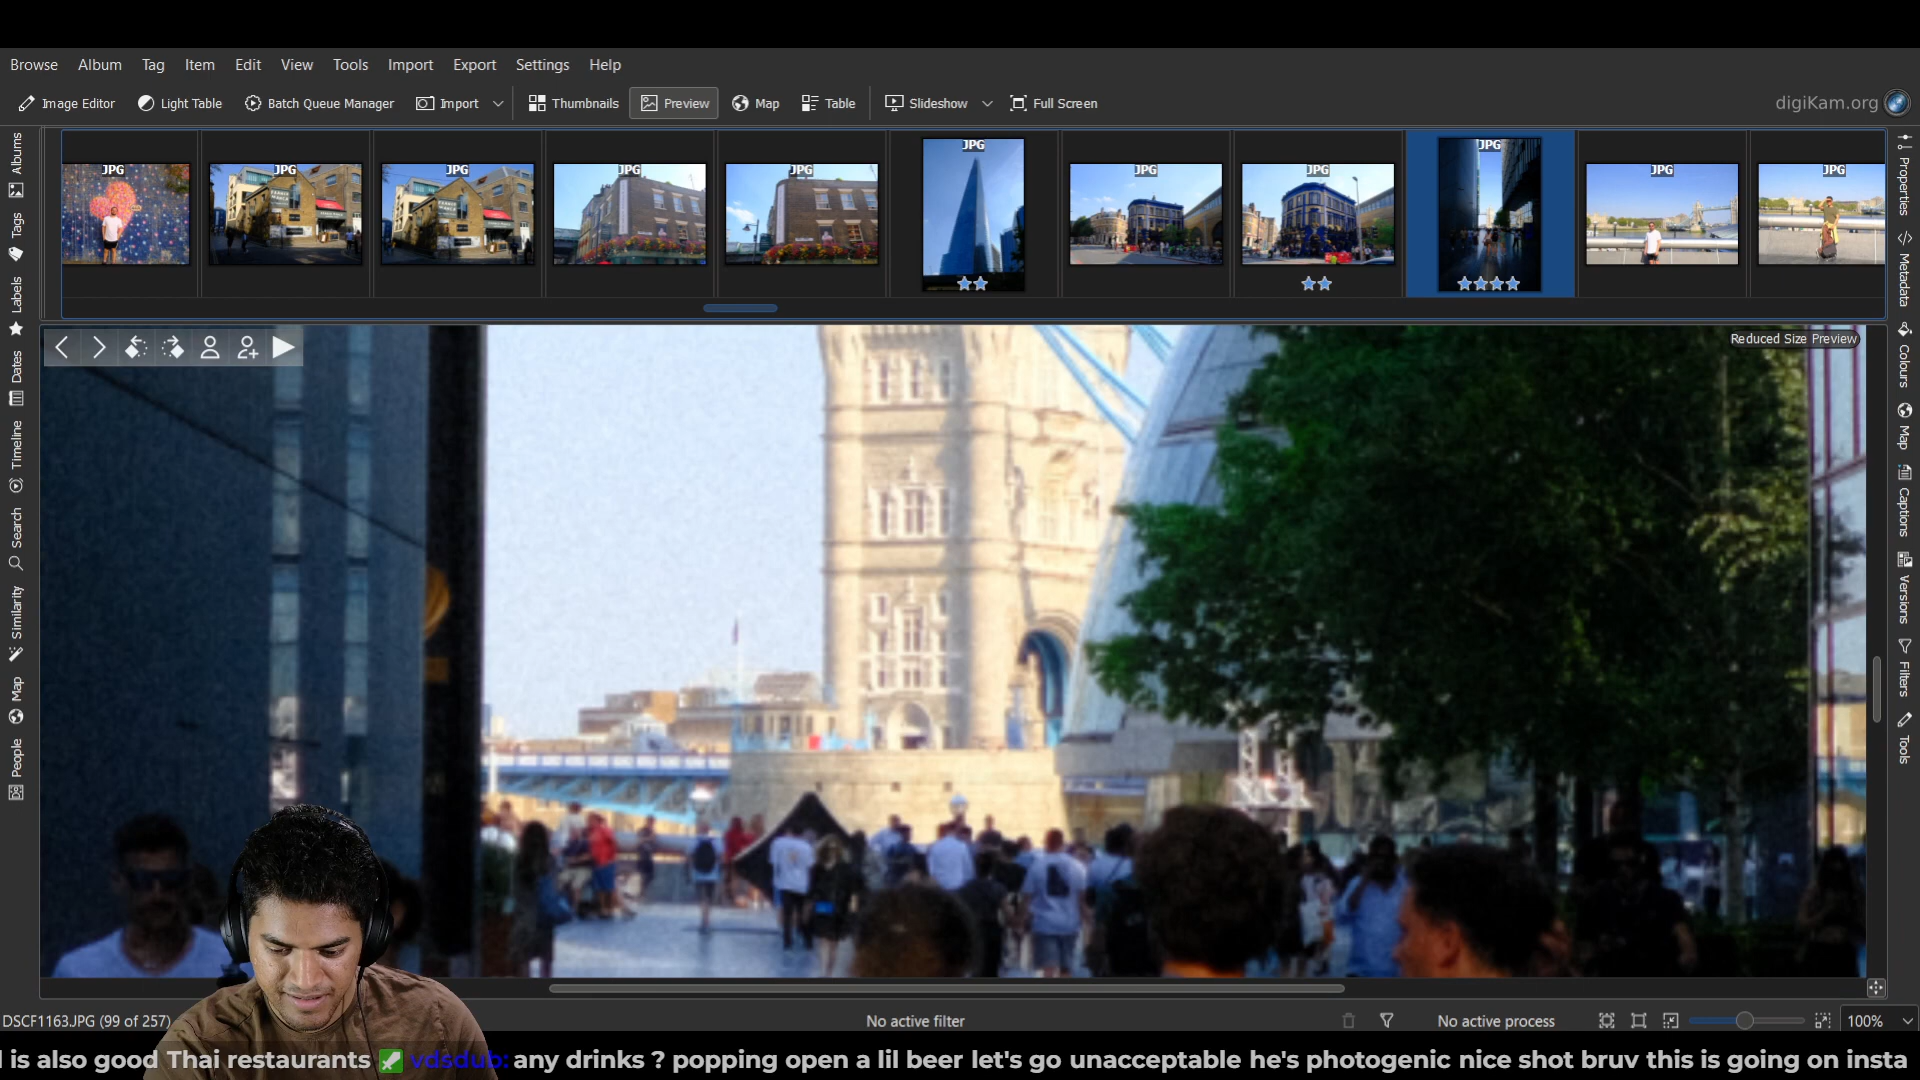 Browse Album Tag Item Edit View Tools Import Export Settings Help
Image Editor Light Table Batch Queue Manager Import Thumbnails Preview Map Table Slideshow Full Screen digiKam.org
JPG JPG JPG JPG JPG JPG JPG JPG JPG JPG JPG
Albums
Tags
Labels
Dates
Timeline
Search
Similarity
Map
People
Reduced Size Preview
Properties
Metadata
Colours
Map
Captions
Versions
Filters
Tools
DSCF1163.JPG (99 of 257) No active filter No active process 100%
is also good Thai restaurants vdsdub: any drinks ? popping open a lil beer let's go unacceptable he's photogenic nice shot bruv this is going on insta